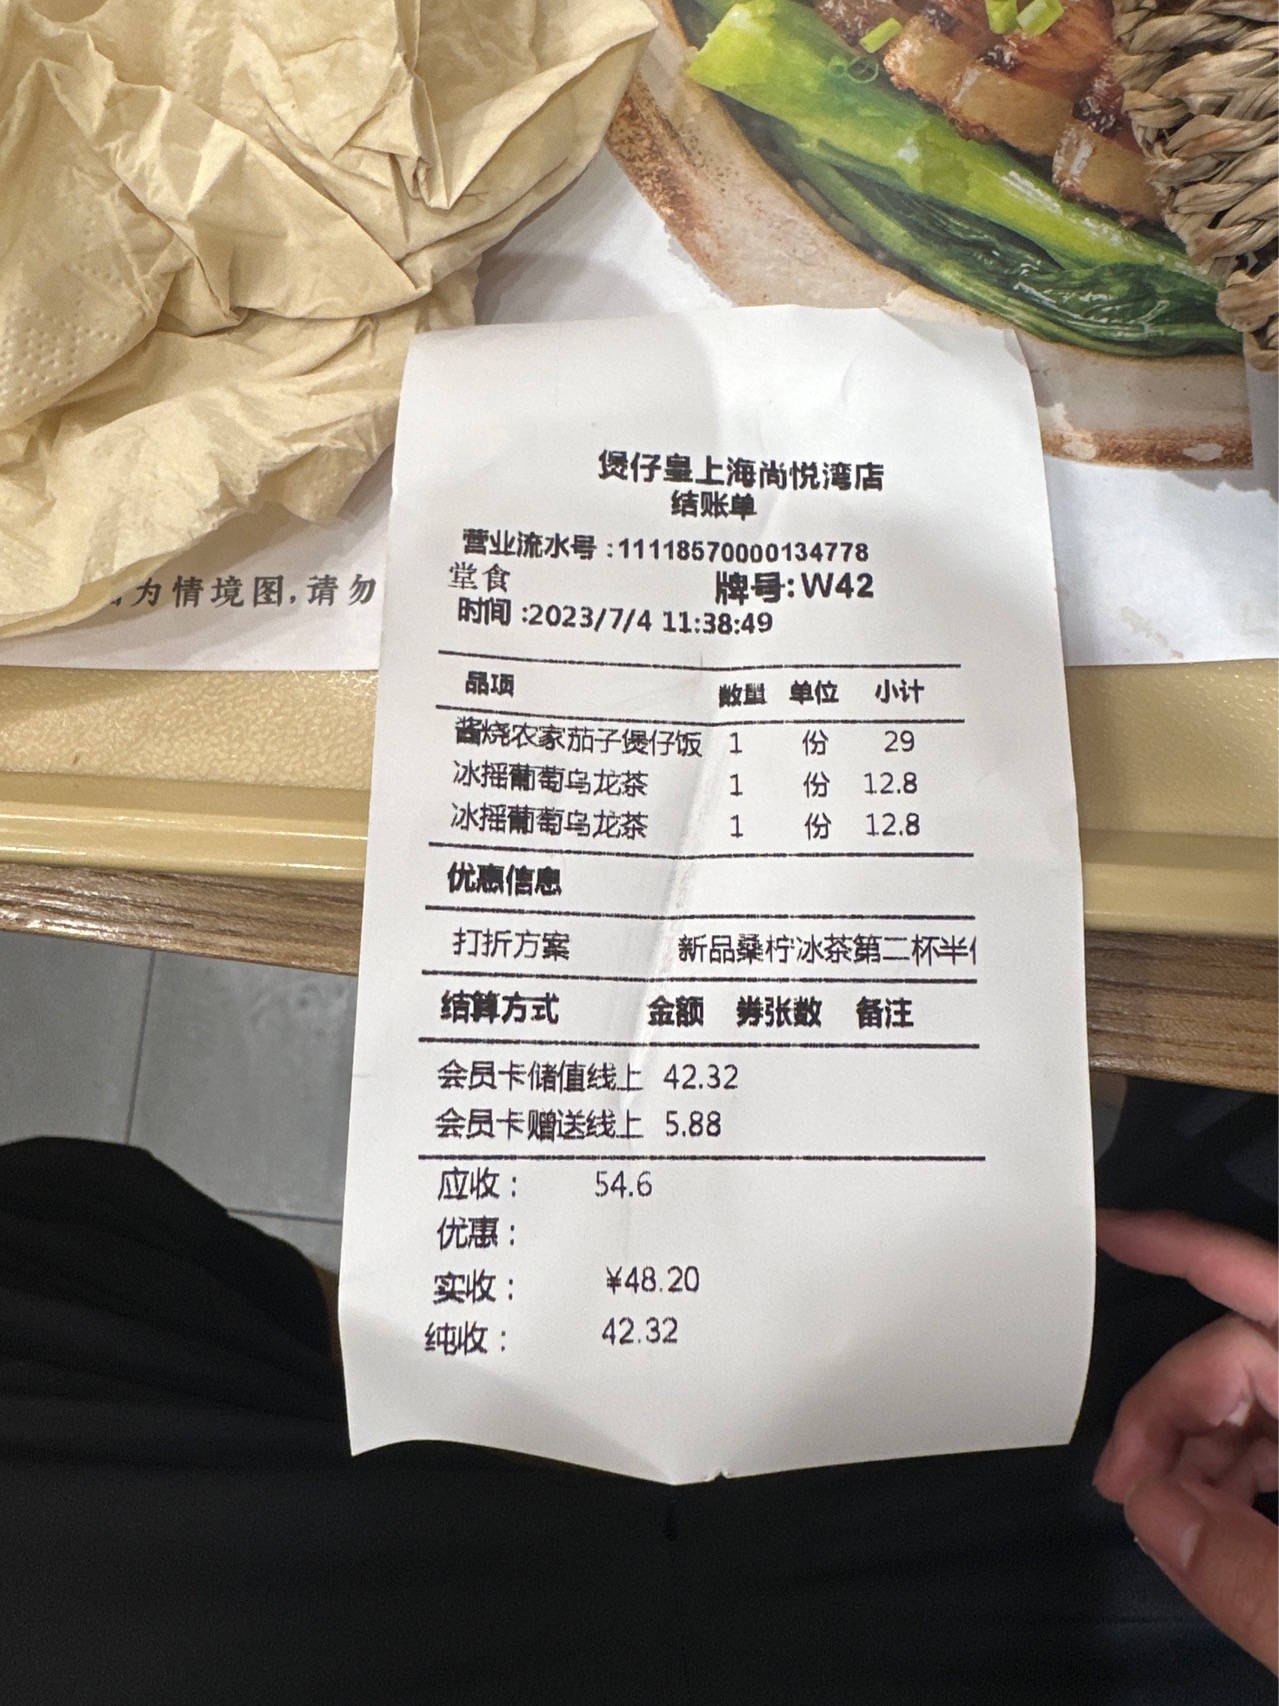 为情境图,请勿
煲仔皇上海尚悦湾店
结账单
营业流水号 :11118570000134778
堂食 牌号:W42
时间 :2023/7/4 11:38:49
品项 数量 单位 小计
酱烧农家茄子煲仔饭 1 份 29
冰摇葡萄乌龙茶 1 份 12.8
冰摇葡萄乌龙茶 1 份 12.8
优惠信息
打折方案 新品桑柠冰茶第二杯半
结算方式 金额 券张数 备注
会员卡储值线上 42.32
会员卡赠送线上 5.88
应收： 54.6
优惠：
实收： ¥48.20
纯收： 42.32